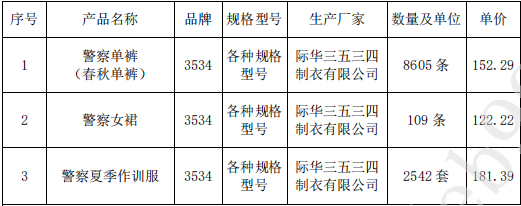 序号 产品名称 品牌 规格型号 生产厂家 数量及单位 单价
1 警察单裤 3534 各种规格 际华三五三四 8605 条 152.29
（春秋单裤） 型号 制衣有限公司
2 警察女裙 3534 各种规格 际华三五三四 109 条 122.22
型号 制衣有限公司
3 警察夏季作训服 3534 各种规格 际华三五三四 2542 套 181.39
型号 制衣有限公司